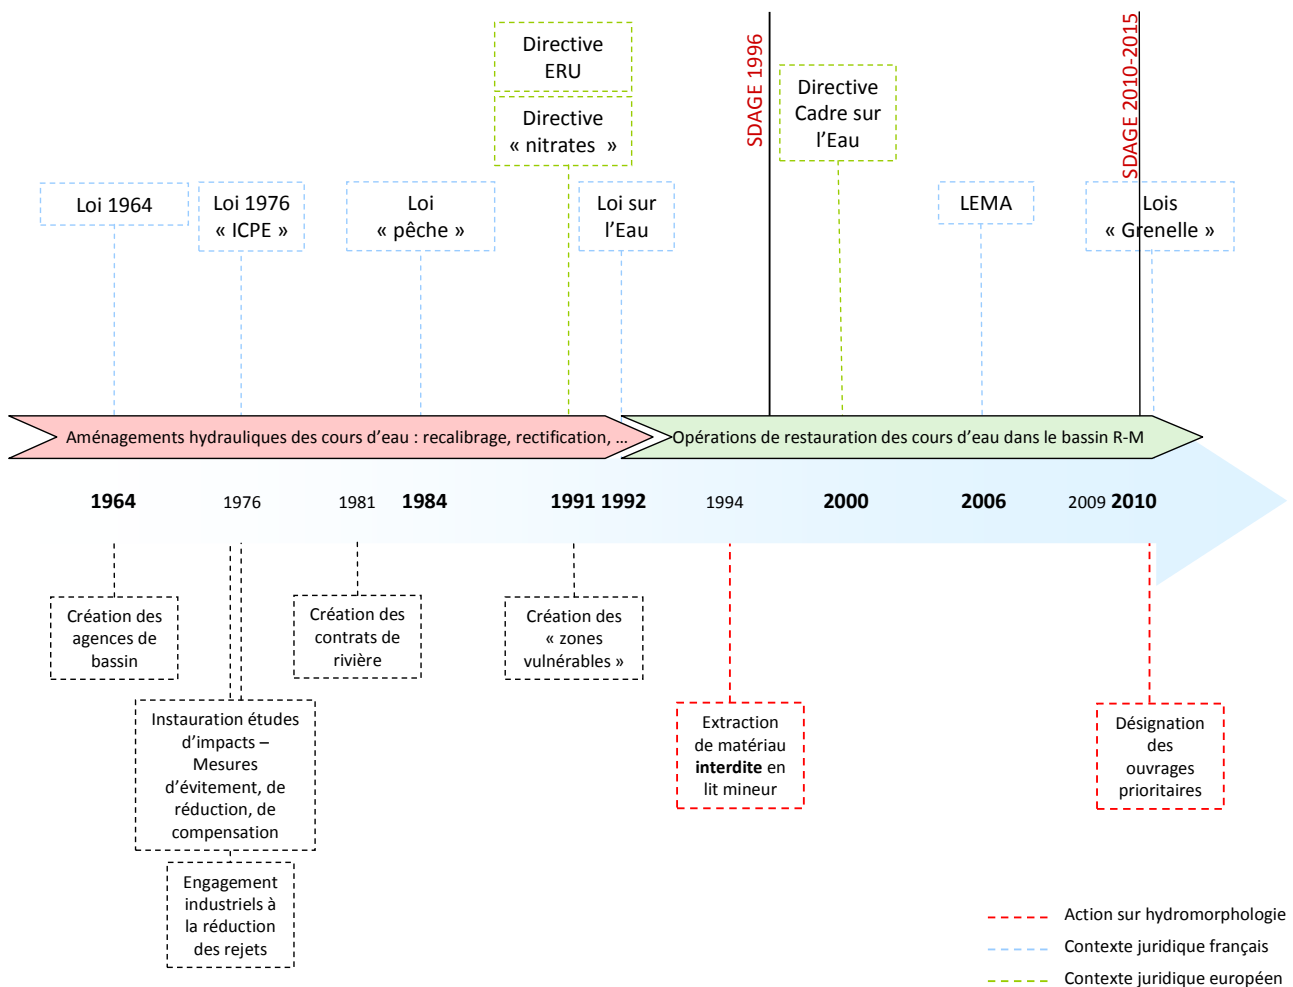 Directive
ERU
Directive
« nitrates »
SDAGE 1996
Directive
Cadre sur
l’Eau
SDAGE 2010-2015
Loi 1964
Loi 1976
« ICPE »
Loi
« pêche »
Loi sur
l’Eau
LEMA
Lois
« Grenelle »
Aménagements hydrauliques des cours d’eau : recalibrage, rectification, …
Opérations de restauration des cours d’eau dans le bassin R-M
1964
1976
1981
1984
1991
1992
1994
2000
2006
2009
2010
Création des
agences de
bassin
Création des
contrats de
rivière
Création des
« zones
vulnérables »
Instauration études
d’impacts –
Mesures
d’évitement, de
réduction, de
compensation
Extraction
de matériau
interdite en
lit mineur
Désignation
des
ouvrages
prioritaires
Engagement
industriels à
la réduction
des rejets
Action sur hydromorphologie
Contexte juridique français
Contexte juridique européen